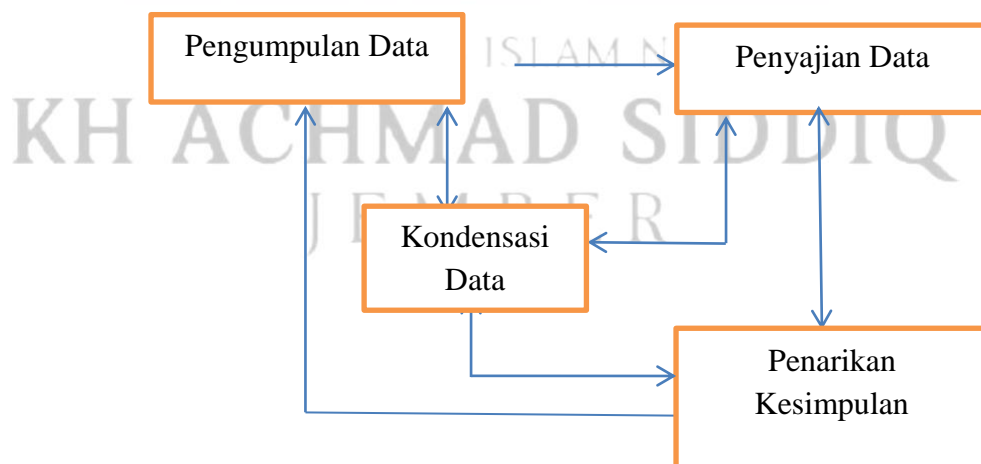 Pengumpulan Data
ISLAM N
Penyajian Data
KH ACHMAD SIDDIQ
JEMBER
Kondensasi
Data
Penarikan
Kesimpulan